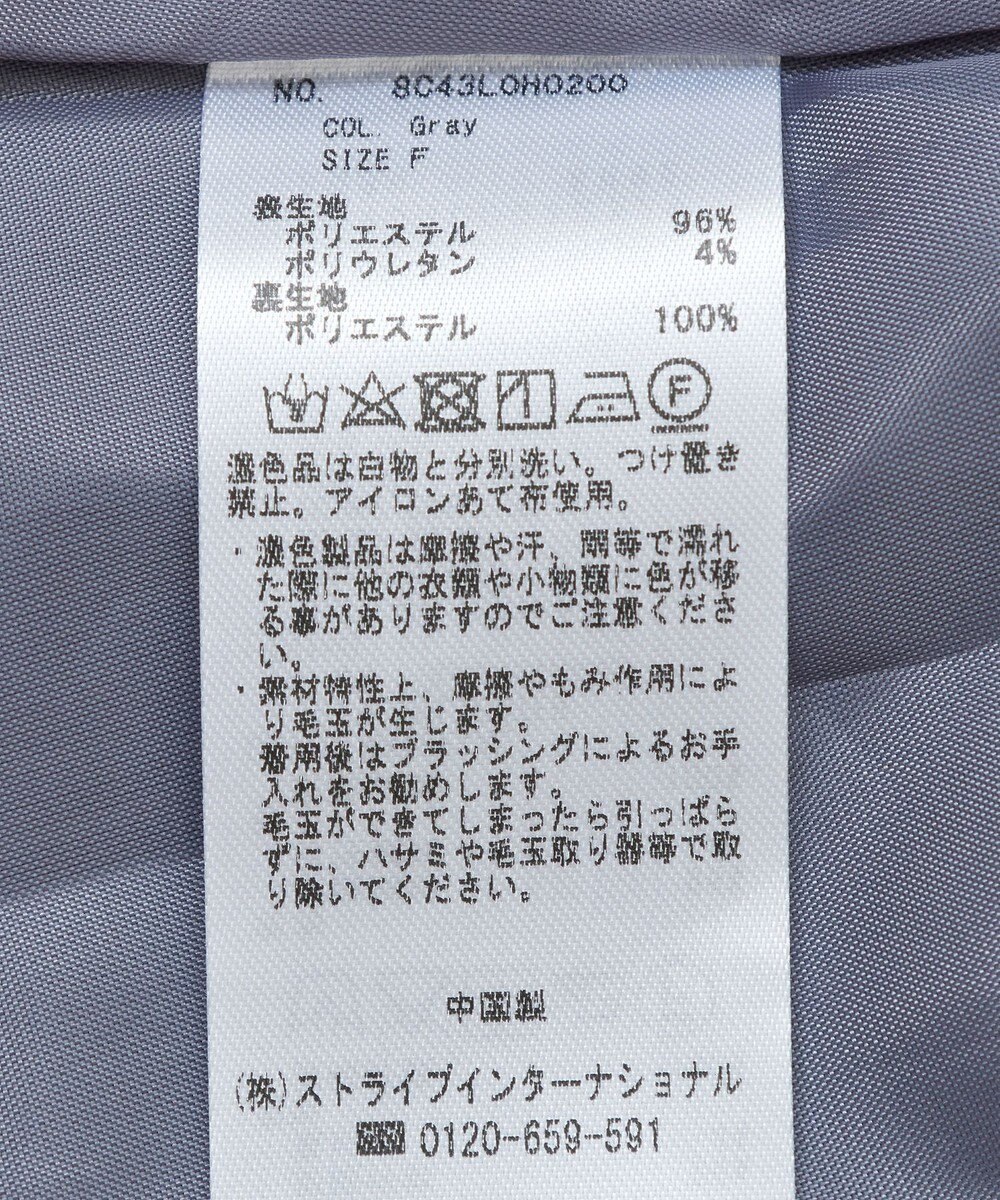 NO. 8C43L0H0200
COL. Gray
SIZE F
表生地
ポリエステル 96%
ポリウレタン 4%
裏生地
ポリエステル 100%
F
濃色品は白物と分別洗い。つけ置き
禁止。アイロンあて布使用。
・濃色製品は摩擦や汗、雨等で濡れ
た際に他の衣類や小物類に色が移
る事がありますのでご注意くださ
い。
・素材特性上、摩擦やもみ作用によ
り毛玉が生じます。
着用後はブラッシングによるお手
入れをお勧めします。
毛玉ができてしまったら引っぱら
ずに、ハサミや毛玉取り器等で取
り除いてください。
中国製
(株)ストライプインターナショナル
0120-659-591